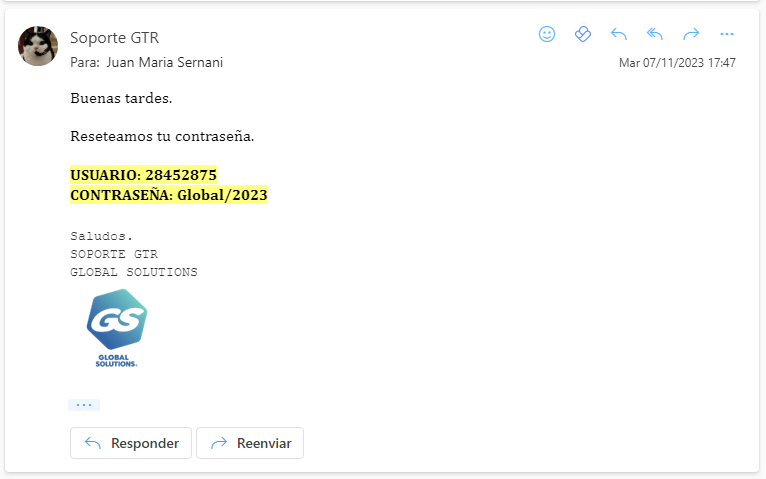 Soporte GTR
Para: Juan Maria Sernani
Mar 07/11/2023 17:47
Buenas tardes.
Reseteamos tu contraseña.
USUARIO: 28452875
CONTRASEÑA: Global/2023
Saludos.
SOPORTE GTR
GLOBAL SOLUTIONS
GS
GLOBAL
SOLUTIONS.
Responder
Reenviar